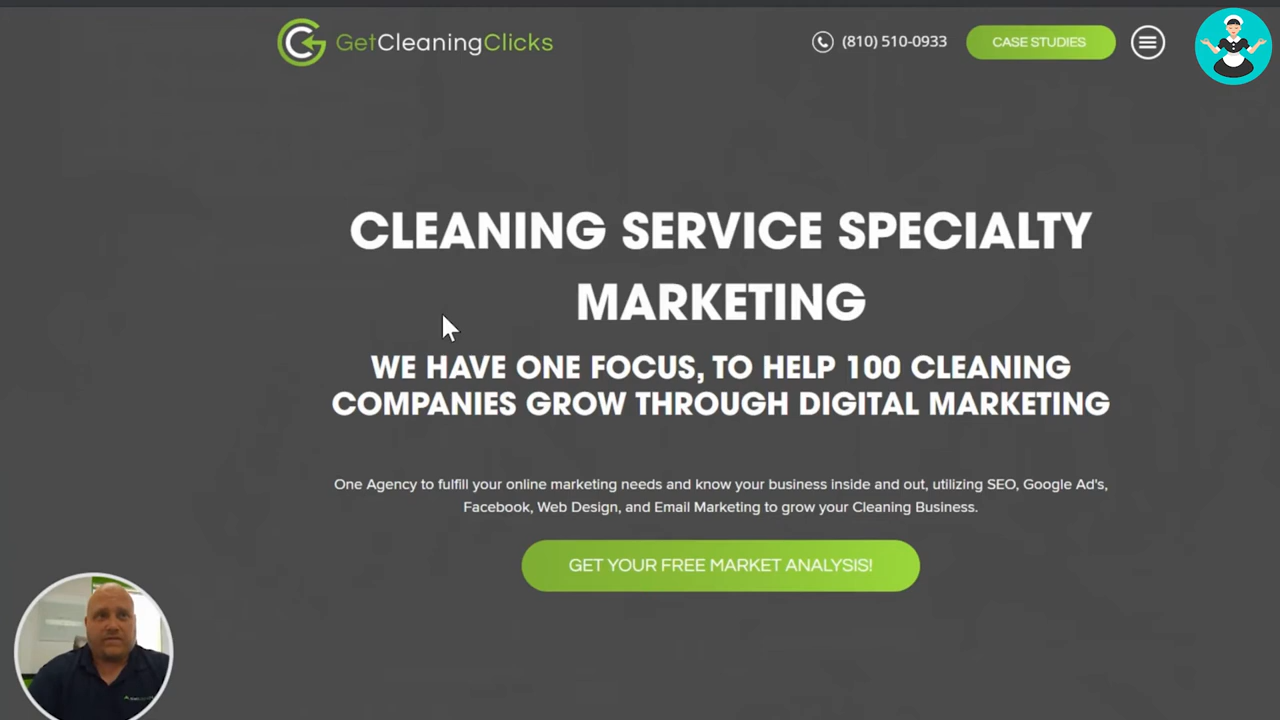 GetCleaningClicks
(810) 510-0933
CASE STUDIES
CLEANING SERVICE SPECIALTY
MARKETING
WE HAVE ONE FOCUS, TO HELP 100 CLEANING
COMPANIES GROW THROUGH DIGITAL MARKETING
One Agency to fulfill your online marketing needs and know your business inside and out, utilizing SEO, Google Ad's,
Facebook, Web Design, and Email Marketing to grow your Cleaning Business.
GET YOUR FREE MARKET ANALYSIS!